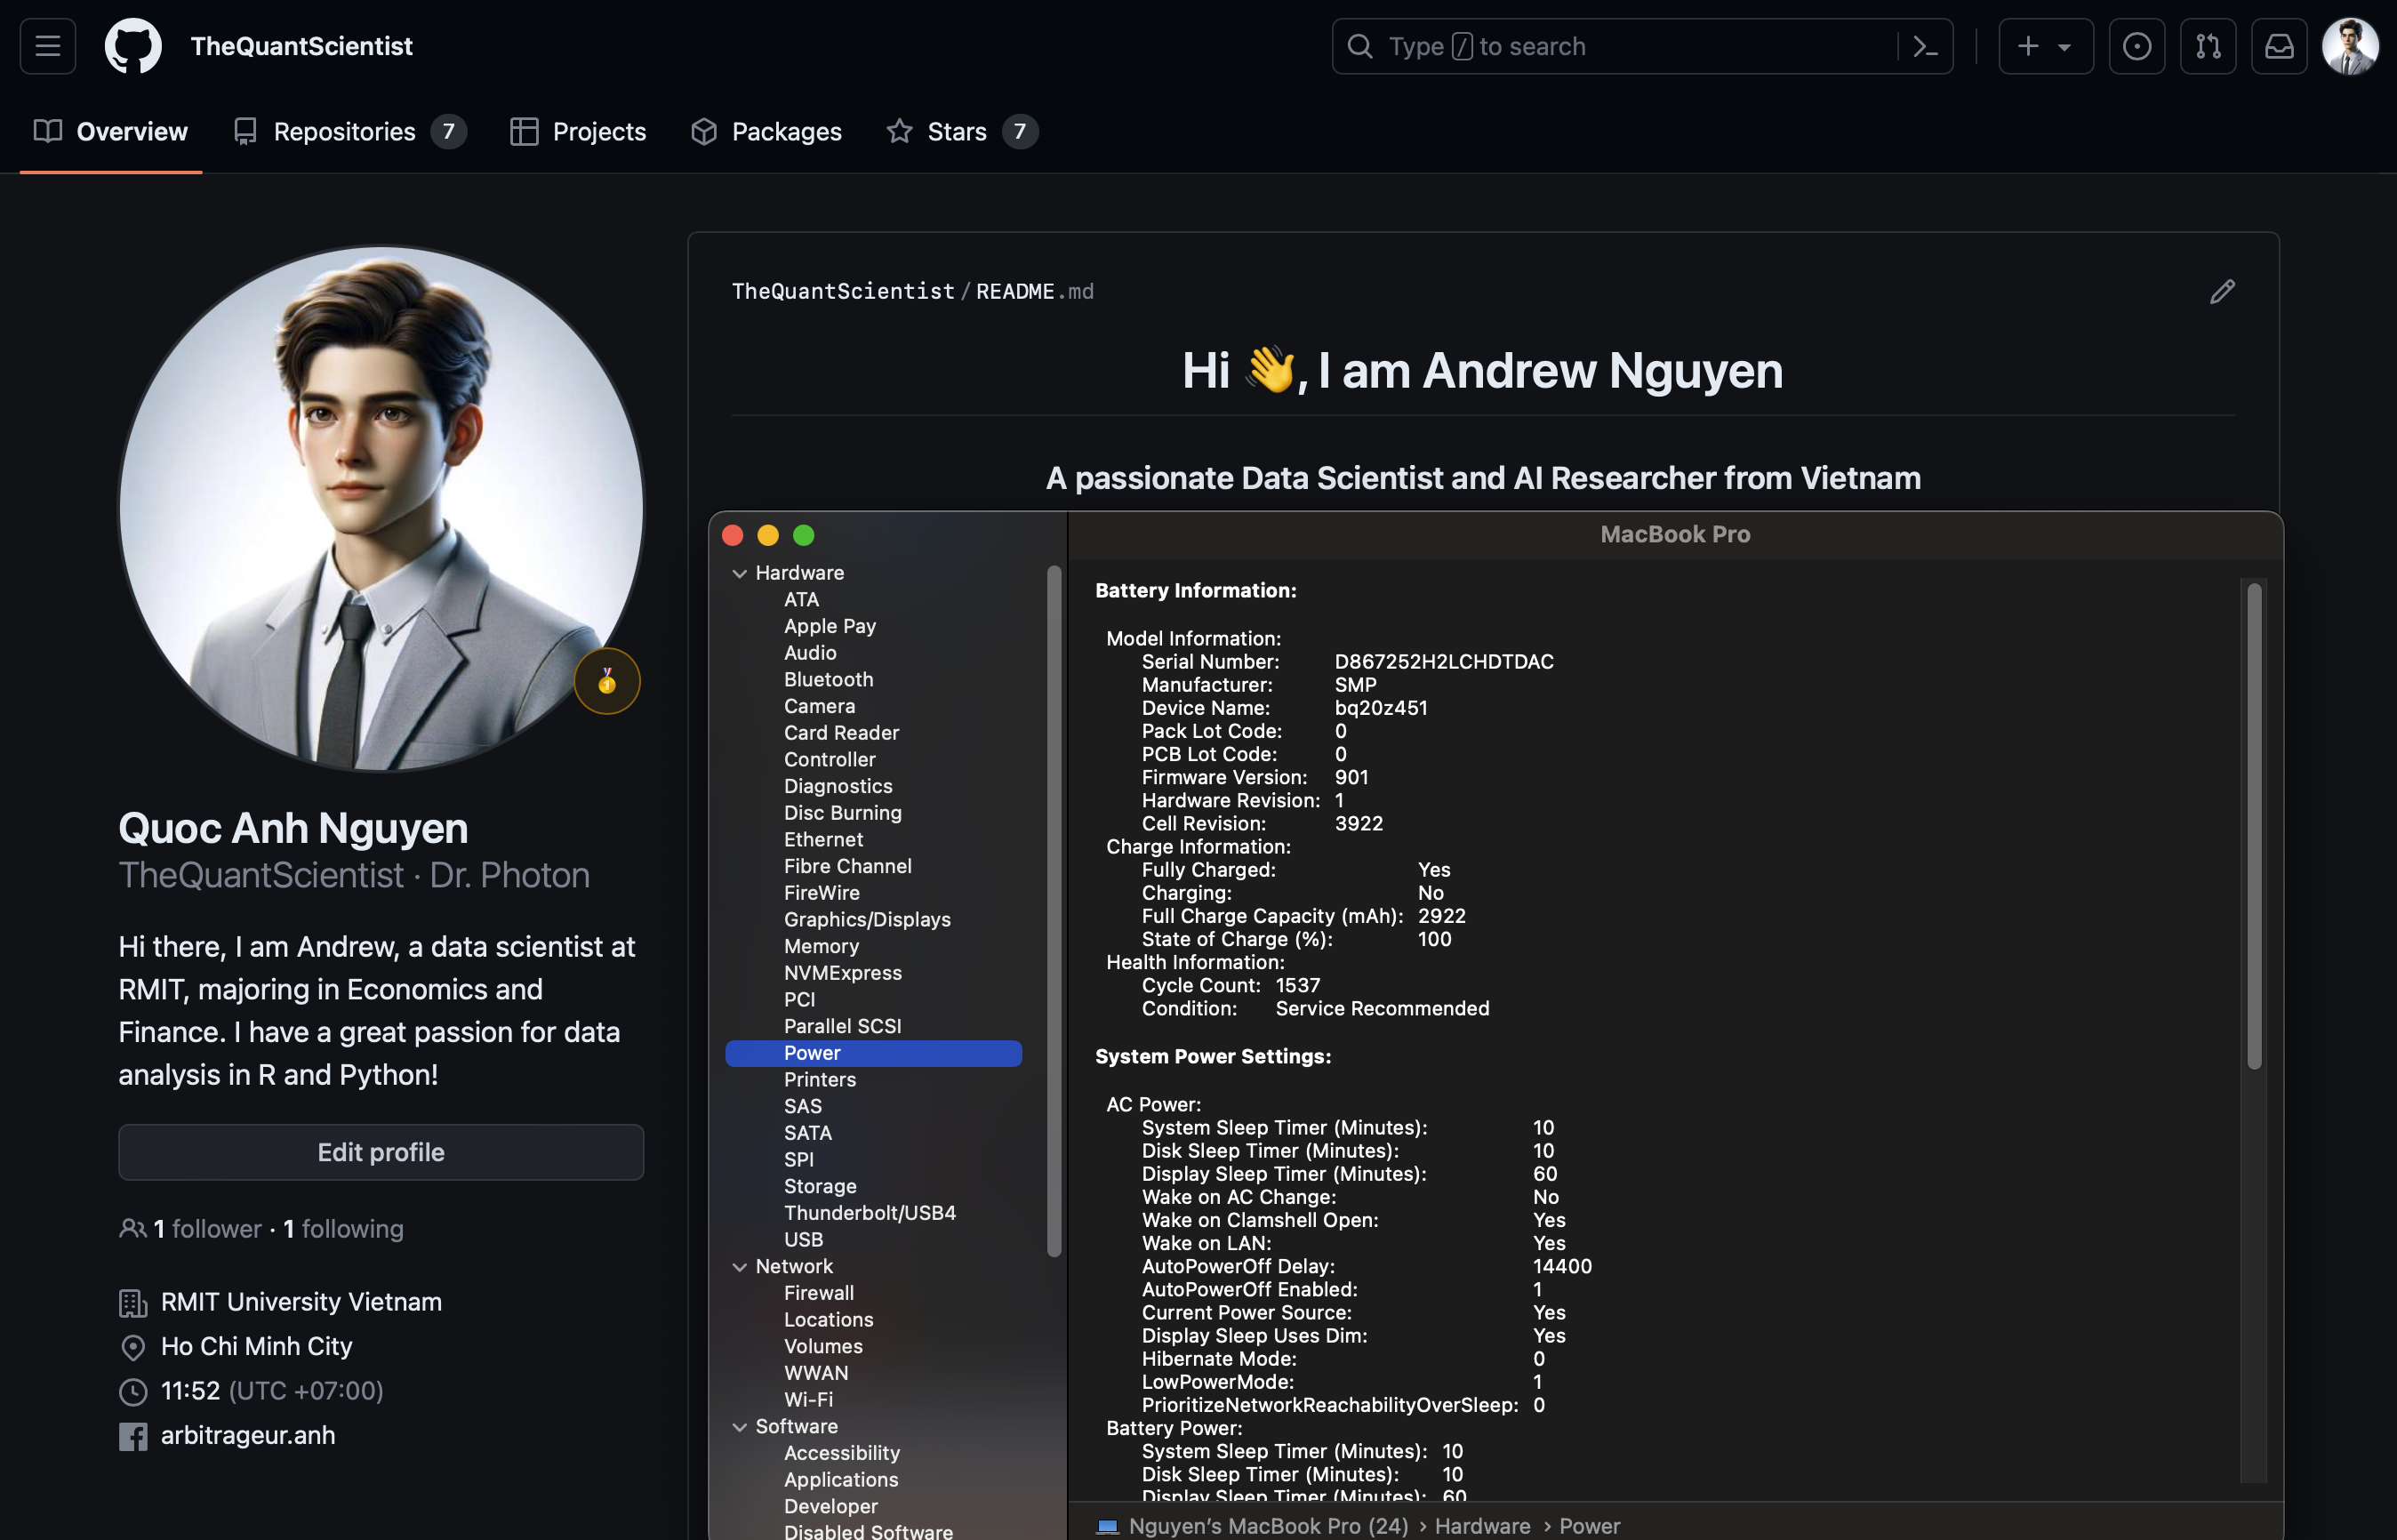 TheQuantScientist
Type / to search
Overview
Repositories 7
Projects
Packages
Stars 7
TheQuantScientist / README.md
Hi 👋, I am Andrew Nguyen
A passionate Data Scientist and AI Researcher from Vietnam
Quoc Anh Nguyen
TheQuantScientist · Dr. Photon
Hi there, I am Andrew, a data scientist at
RMIT, majoring in Economics and
Finance. I have a great passion for data
analysis in R and Python!
Edit profile
1 follower · 1 following
RMIT University Vietnam
Ho Chi Minh City
11:52 (UTC +07:00)
arbitrageur.anh
MacBook Pro
Hardware
ATA
Apple Pay
Audio
Bluetooth
Camera
Card Reader
Controller
Diagnostics
Disc Burning
Ethernet
Fibre Channel
FireWire
Graphics/Displays
Memory
NVMExpress
PCI
Parallel SCSI
Power
Printers
SAS
SATA
SPI
Storage
Thunderbolt/USB4
USB
Network
Firewall
Locations
Volumes
WWAN
Wi-Fi
Software
Accessibility
Applications
Developer
Disabled Software
Battery Information:
Model Information:
Serial Number: D867252H2LCHDTDAC
Manufacturer: SMP
Device Name: bq20z451
Pack Lot Code: 0
PCB Lot Code: 0
Firmware Version: 901
Hardware Revision: 1
Cell Revision: 3922
Charge Information:
Fully Charged: Yes
Charging: No
Full Charge Capacity (mAh): 2922
State of Charge (%): 100
Health Information:
Cycle Count: 1537
Condition: Service Recommended
System Power Settings:
AC Power:
System Sleep Timer (Minutes): 10
Disk Sleep Timer (Minutes): 10
Display Sleep Timer (Minutes): 60
Wake on AC Change: No
Wake on Clamshell Open: Yes
Wake on LAN: Yes
AutoPowerOff Delay: 14400
AutoPowerOff Enabled: 1
Current Power Source: Yes
Display Sleep Uses Dim: Yes
Hibernate Mode: 0
LowPowerMode: 1
PrioritizeNetworkReachabilityOverSleep: 0
Battery Power:
System Sleep Timer (Minutes): 10
Disk Sleep Timer (Minutes): 10
Display Sleep Timer (Minutes): 60
Nguyen's MacBook Pro (24) › Hardware › Power